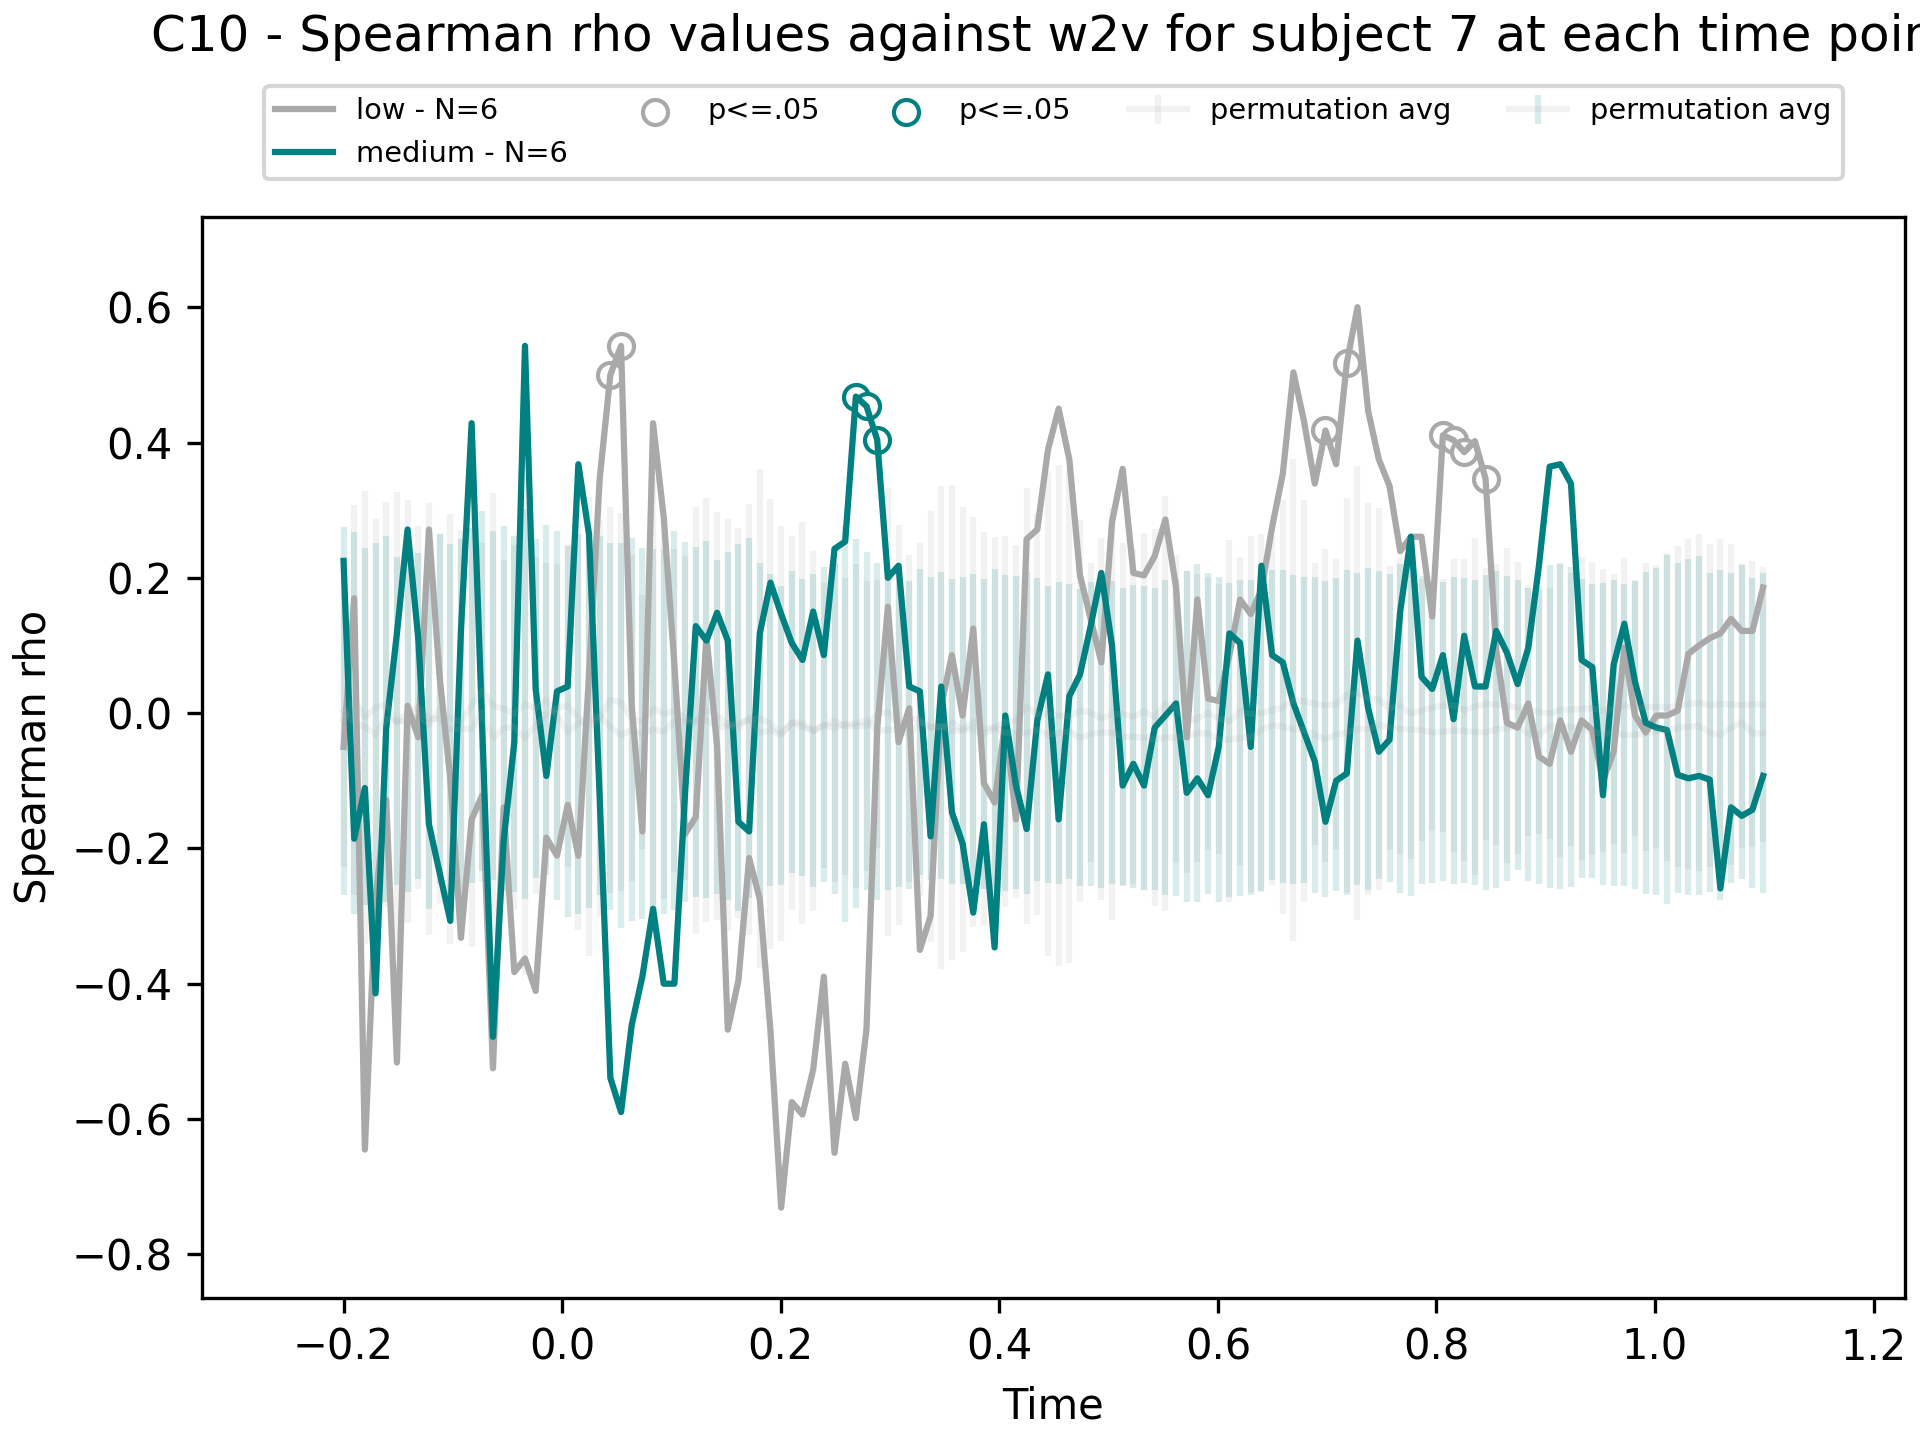 C10 - Spearman rho values against w2v for subject 7 at each time poin
low - N=6 p<=.05 p<=.05 permutation avg permutation avg
medium - N=6
Spearman rho
0.6
0.4
0.2
0.0
−0.2
−0.4
−0.6
−0.8
−0.2 0.0 0.2 0.4 0.6 0.8 1.0 1.2
Time